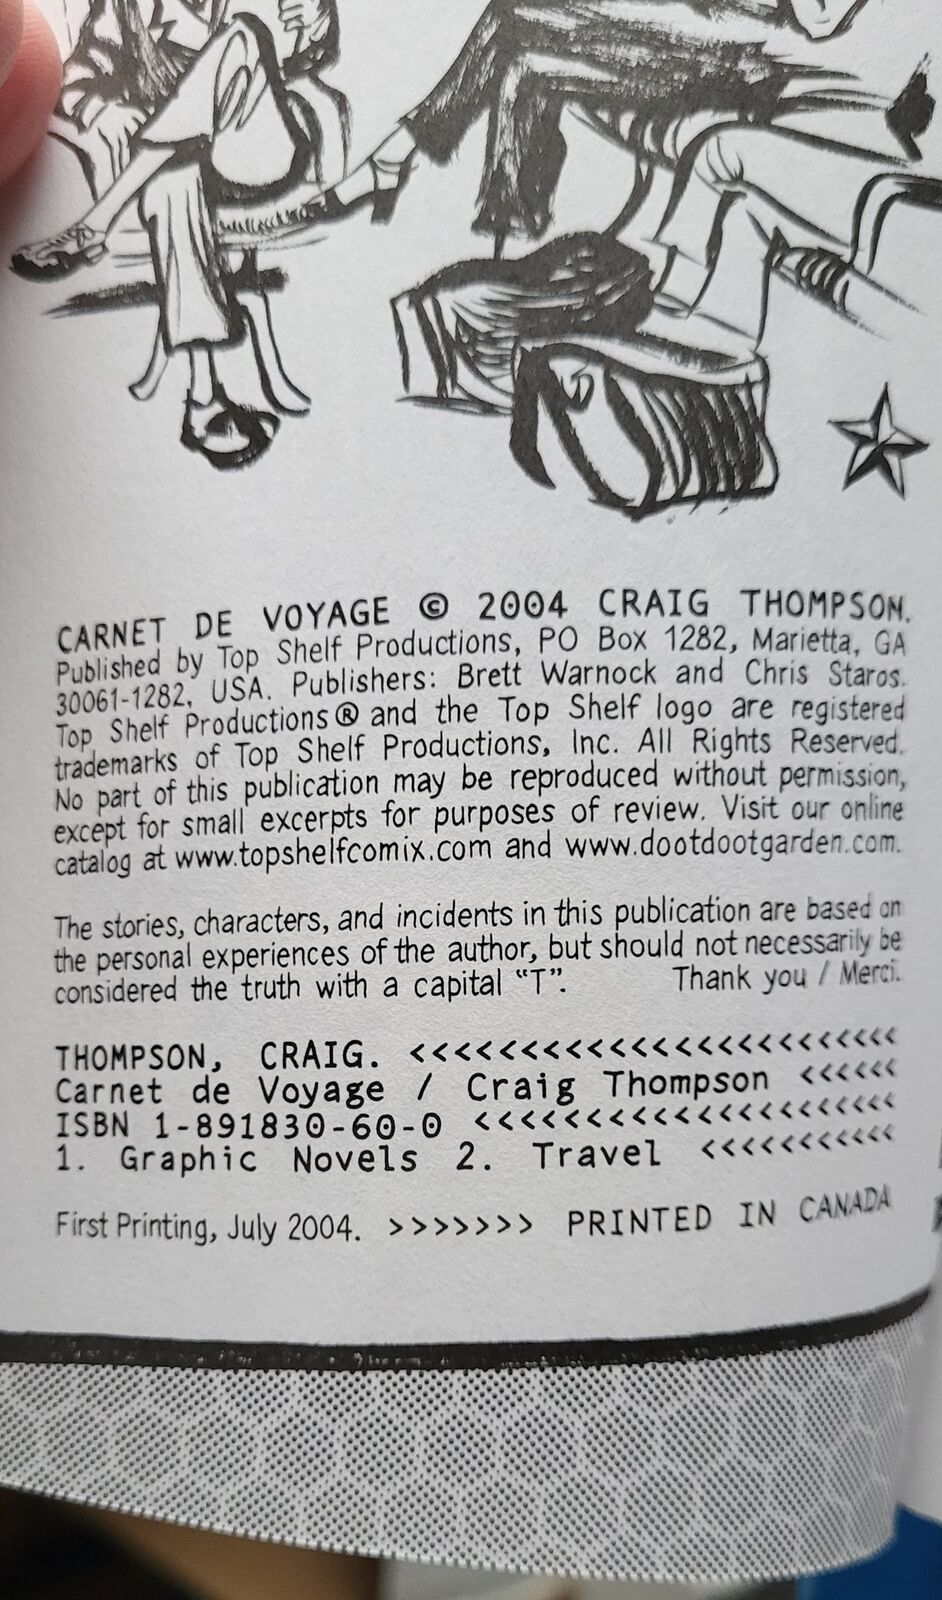 CARNET DE VOYAGE © 2004 CRAIG THOMPSON.
Published by Top Shelf Productions, PO Box 1282, Marietta, GA
30061-1282, USA. Publishers: Brett Warnock and Chris Staros.
Top Shelf Productions® and the Top Shelf logo are registered
trademarks of Top Shelf Productions, Inc. All Rights Reserved.
No part of this publication may be reproduced without permission,
except for small excerpts for purposes of review. Visit our online
catalog at www.topshelfcomix.com and www.dootdootgarden.com.
The stories, characters, and incidents in this publication are based on
the personal experiences of the author, but should not necessarily be
considered the truth with a capital “T”. Thank you / Merci.
THOMPSON, CRAIG. <<<<<<<<<<<<<<<<<<<<<<<<<<
Carnet de Voyage / Craig Thompson <<<<<<
ISBN 1-891830-60-0 <<<<<<<<<<<<<<<<<<<<<<
1. Graphic Novels 2. Travel <<<<<<<<<<<
First Printing, July 2004. >>>>>>> PRINTED IN CANADA